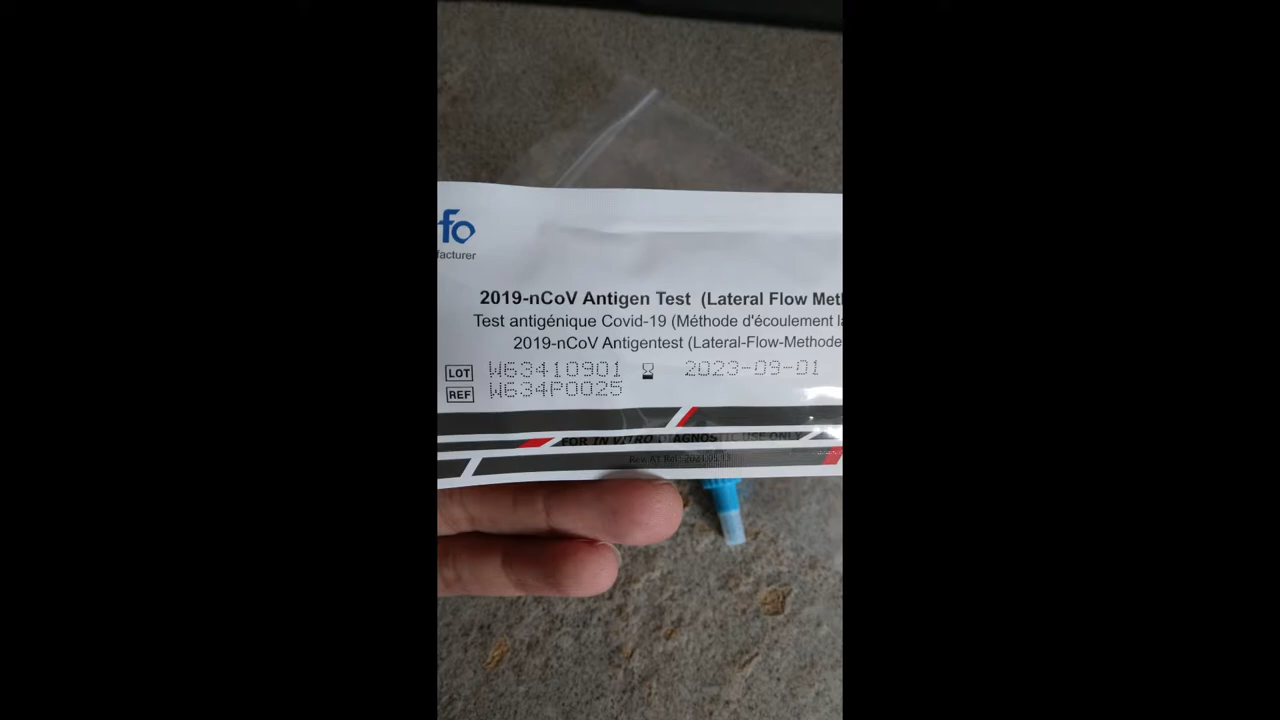 fo
facturer
2019-nCoV Antigen Test (Lateral Flow Met
Test antigénique Covid-19 (Méthode d'écoulement la
2019-nCoV Antigentest (Lateral-Flow-Methode
LOT W63410901 2023-09-01
REF W634P0025
FOR IN VITRO DIAGNOSTIC USE ONLY